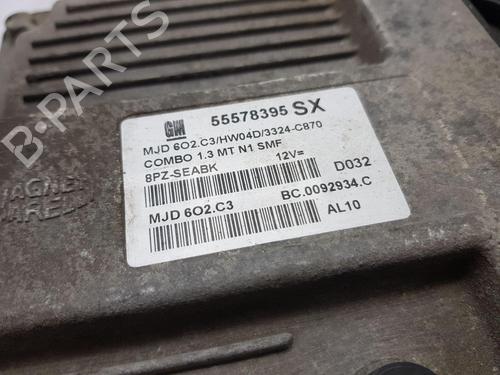 GM 55578395 SX
MJD 6O2.C3/HW04D/3324-C870
COMBO 1.3 MT N1 SMF
8PZ-SEABK 12V= D032
MJD 6O2.C3 BC.0092934.C
AL10
MAGNETI
MARELLI
B-PARTS